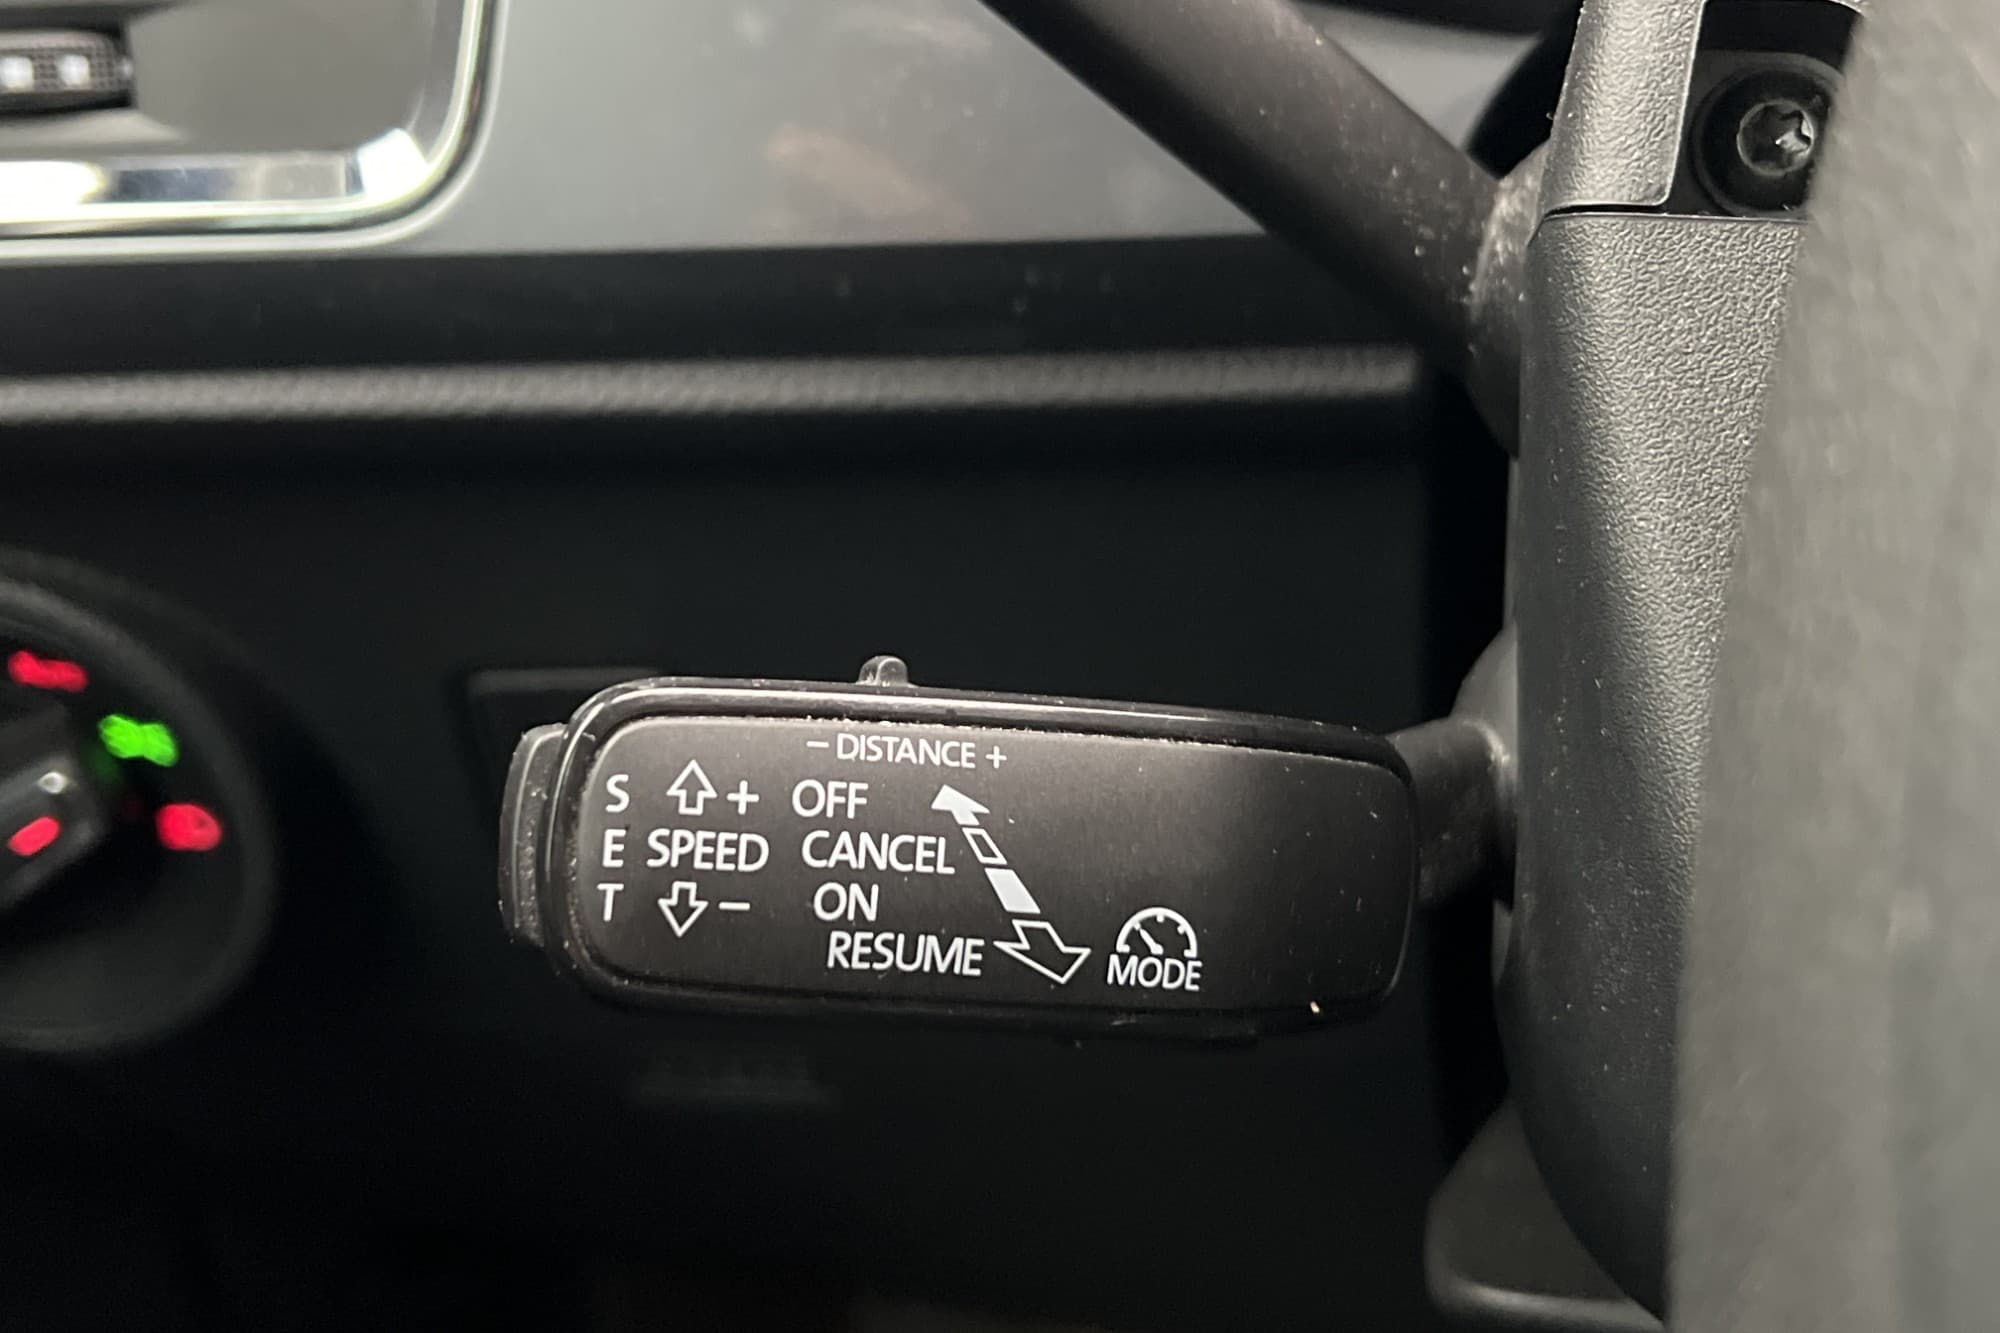 – DISTANCE +
S + OFF
E SPEED CANCEL
T – ON
RESUME
MODE